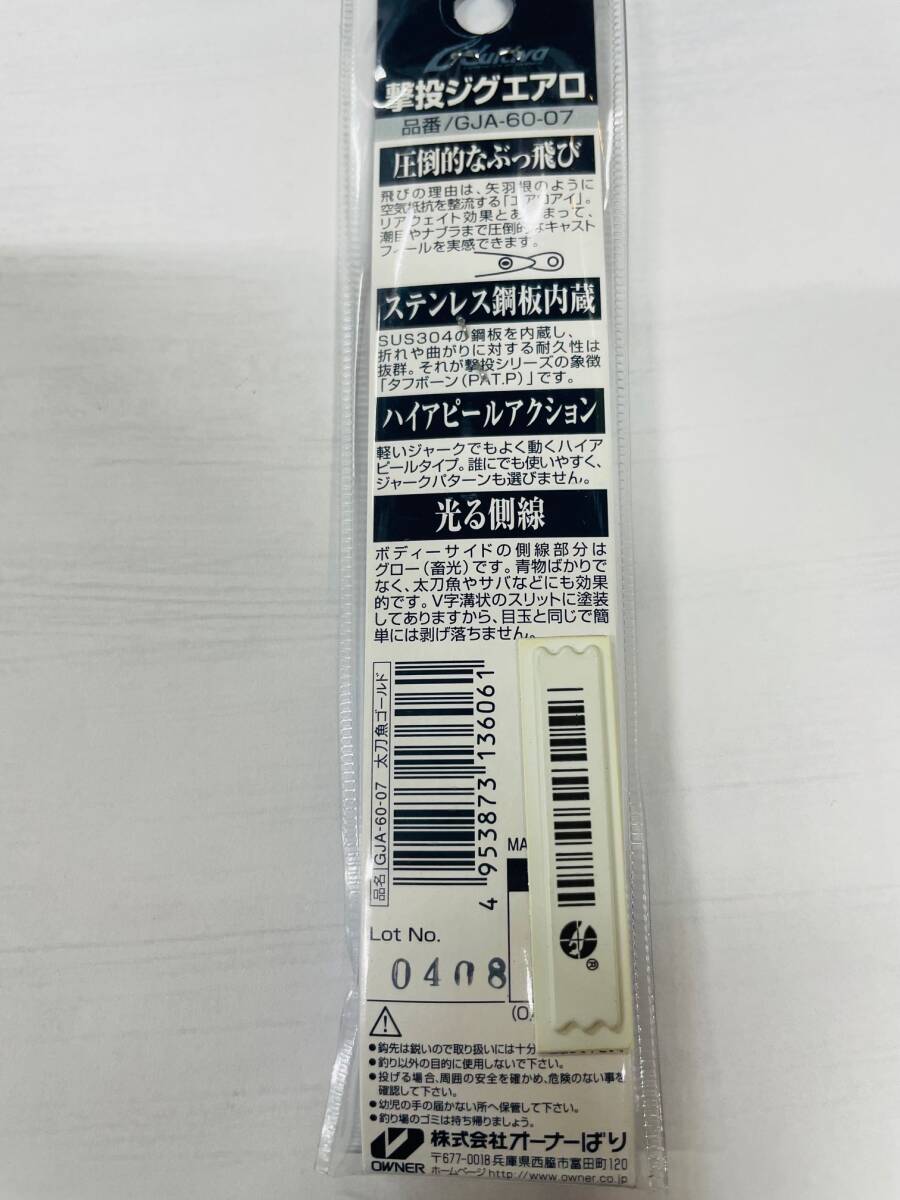 Cultiva
撃投ジグエアロ
品番/GJA-60-07
圧倒的なぶっ飛び
飛びの理由は、矢羽根のように
空気抵抗を整流する「エアロアイ」。
リアウェイト効果とあいまって、
潮目やナブラまで圧倒的なキャスト
フィールを実感できます。
ステンレス鋼板内蔵
SUS304の鋼板を内蔵し、
折れや曲がりに対する耐久性は
抜群。それが撃投シリーズの象徴
「タフボーン(PAT.P)」です。
ハイアピールアクション
軽いジャークでもよく動くハイア
ピールタイプ。誰にでも使いやすく、
ジャークパターンも選びません。
光る側線
ボディーサイドの側線部分は
グロー(畜光)です。青物ばかりで
なく、太刀魚やサバなどにも効果
的です。V字溝状のスリットに塗装
してありますから、目玉と同じで簡
単には剥げ落ちません。
品名 GJA-60-07 太刀魚ゴールド
4 953873 136061
MA
Lot No.
0408
●鈎先は鋭いので取り扱いには十分
●釣り以外の目的に使用しないで下さい。
●投げる場合、周囲の安全を確かめ、危険のない事を
確認して下さい。
●幼児の手の届かない所へ保管して下さい。
●釣り場のゴミは持ち帰りましょう。
OWNER
株式会社オーナーばり
〒677-0018 兵庫県西脇市富田町120
ホームページ http://www.owner.co.jp